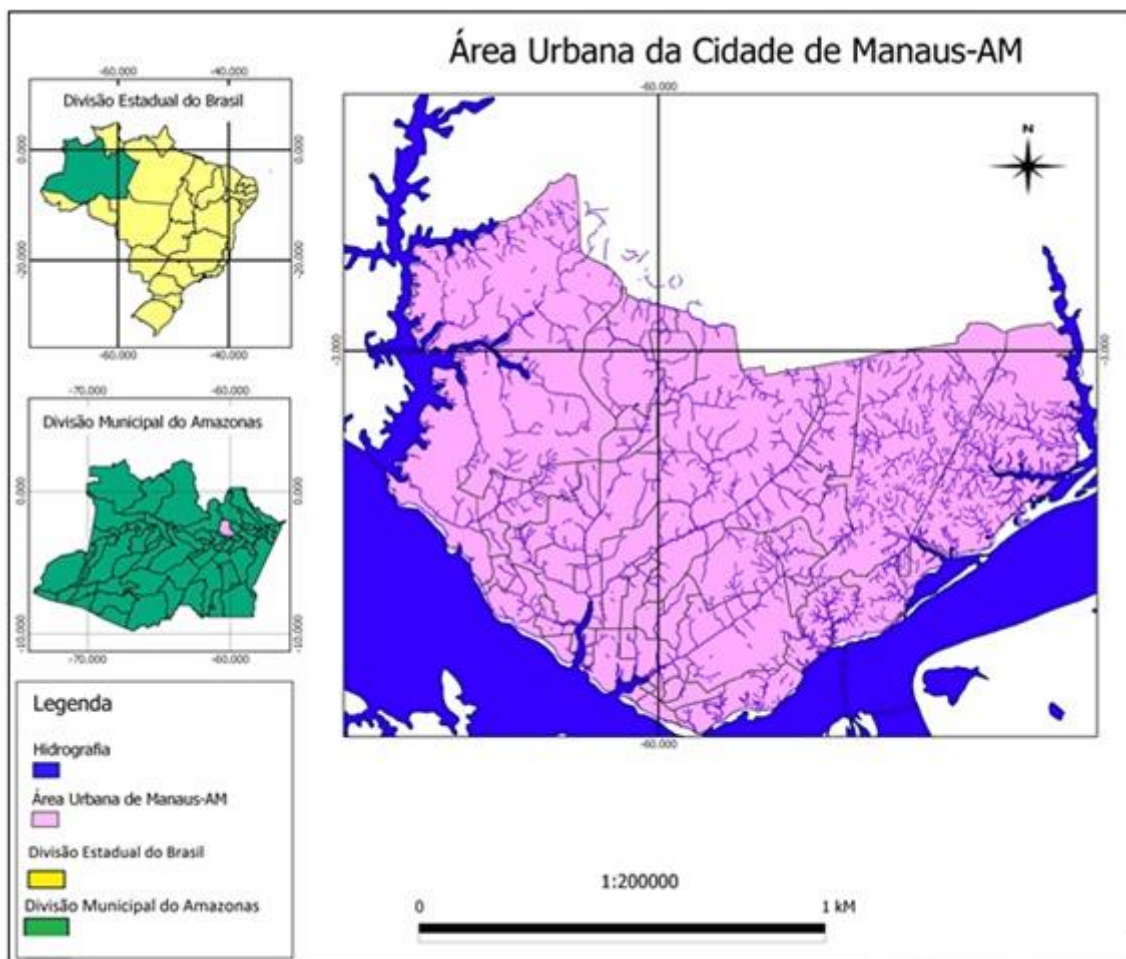 Área Urbana da Cidade de Manaus-AM
-60.000 -40.000
Divisão Estadual do Brasil
0.000 0.000
-20.000 -20.000
-60.000 -40.000
-70.000 -60.000
Divisão Municipal do Amazonas
0.000 0.000
-10.000 -10.000
-70.000 -60.000
-60.000
N
-3.000 -3.000
-60.000
Legenda
Hidrografia
Área Urbana de Manaus-AM
Divisão Estadual do Brasil
Divisão Municipal do Amazonas
1:200000
0 1 kM